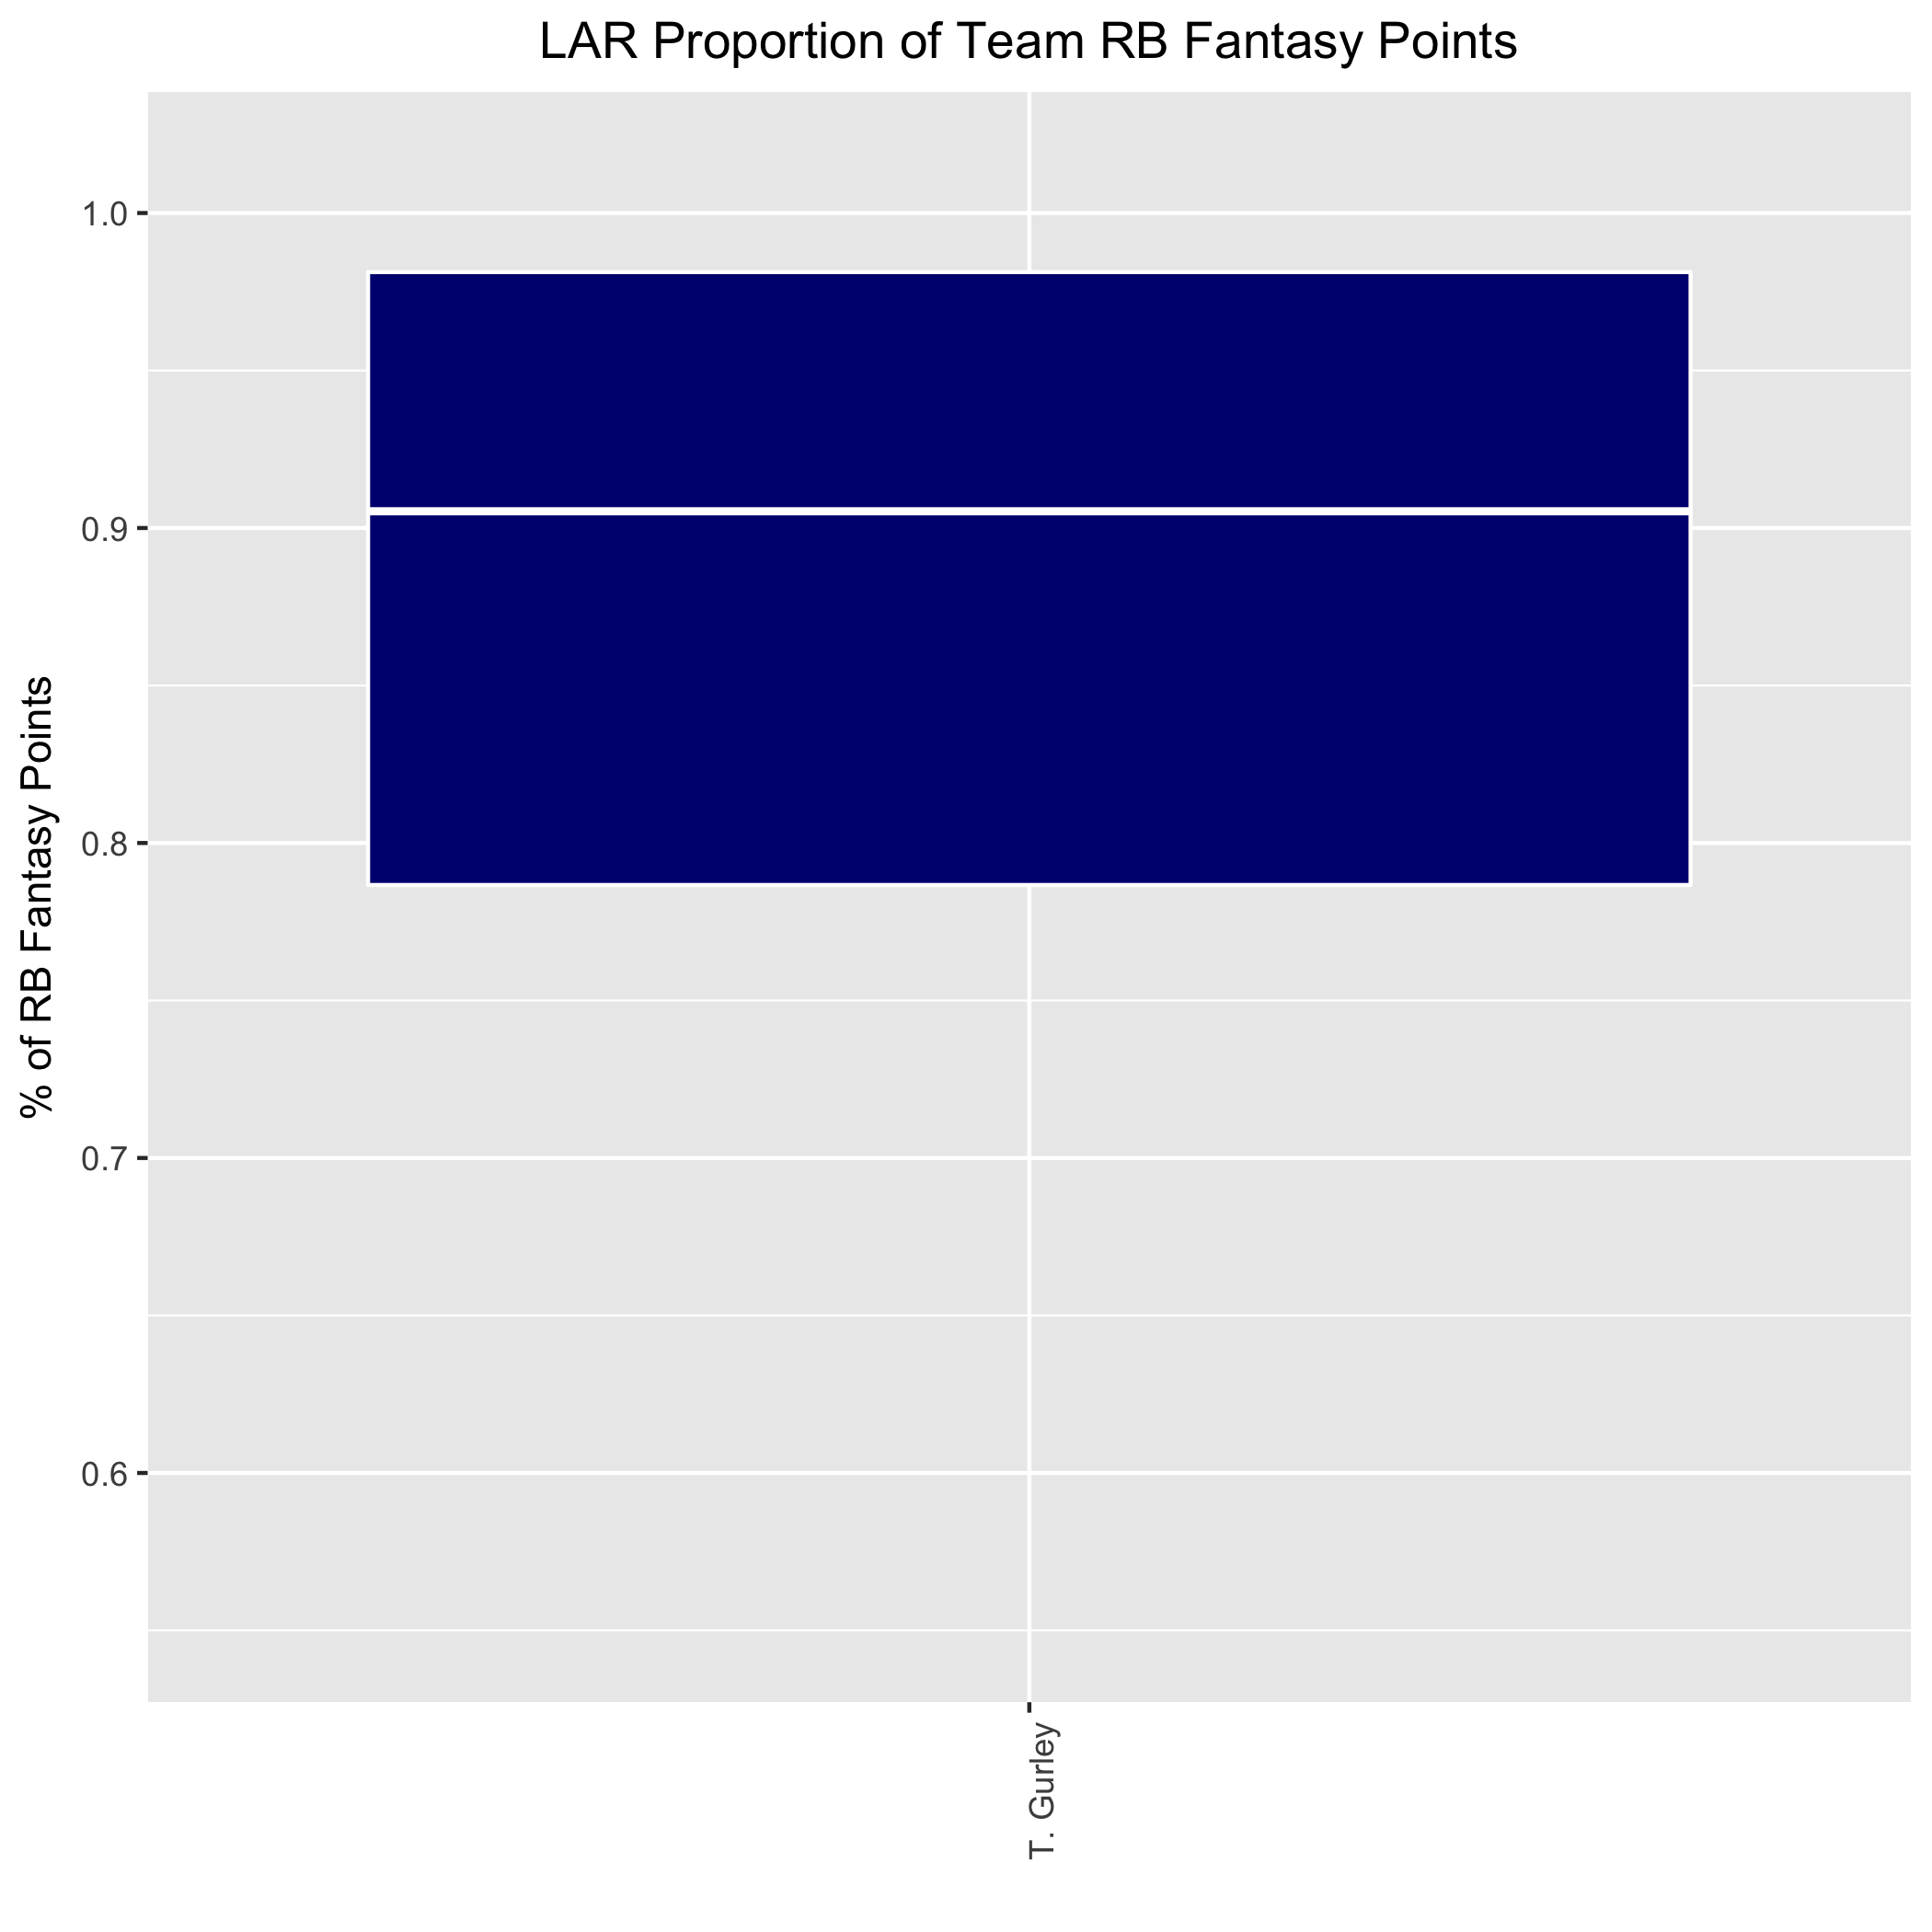 LAR Proportion of Team RB Fantasy Points
% of RB Fantasy Points
1.0
0.9
0.8
0.7
0.6
T. Gurley